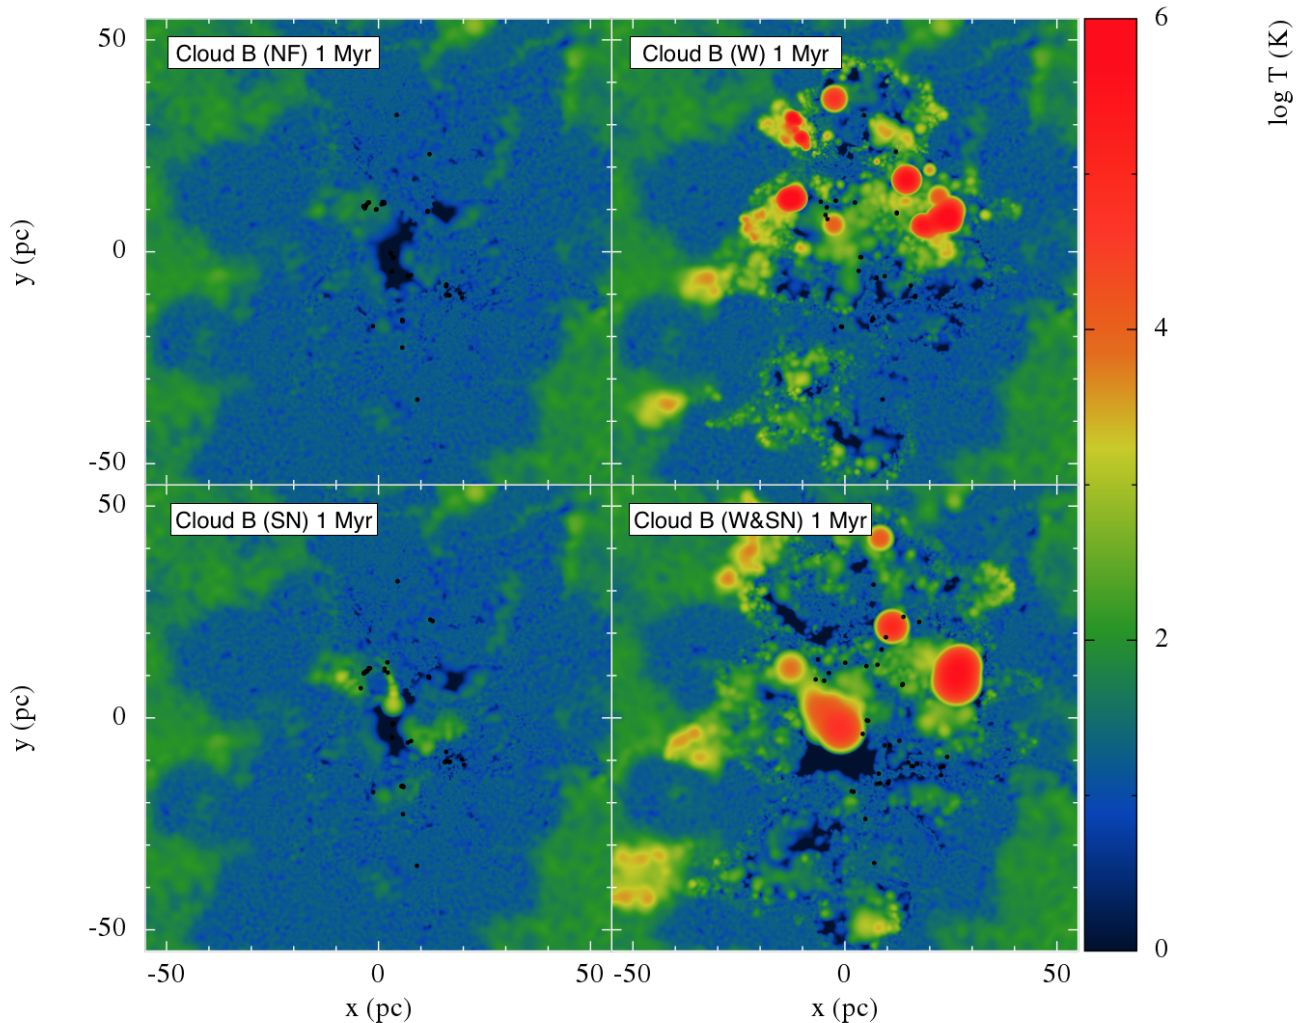 50
Cloud B (NF) 1 Myr
Cloud B (W) 1 Myr
6
log T (K)
y (pc)
0
4
-50
2
50
Cloud B (SN) 1 Myr
Cloud B (W&SN) 1 Myr
y (pc)
0
-50
0
-50
0
50
-50
0
50
x (pc)
x (pc)